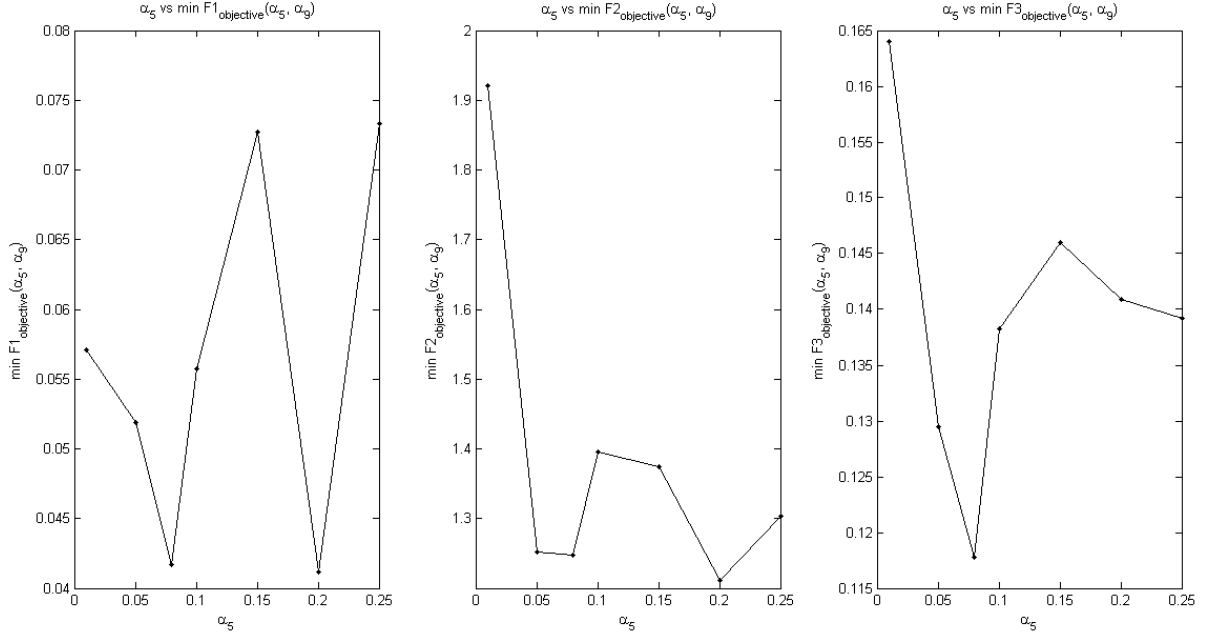 α5 vs min F1objective(α5, α9)
0.08
0.075
0.07
0.065
0.06
0.055
0.05
0.045
0.04
min F1objective(α5, α9)
0 0.05 0.1 0.15 0.2 0.25
α5
α5 vs min F2objective(α5, α9)
2
1.9
1.8
1.7
1.6
1.5
1.4
1.3
min F2objective(α5, α9)
0 0.05 0.1 0.15 0.2 0.25
α5
α5 vs min F3objective(α5, α9)
0.165
0.16
0.155
0.15
0.145
0.14
0.135
0.13
0.125
0.12
0.115
min F3objective(α5, α9)
0 0.05 0.1 0.15 0.2 0.25
α5